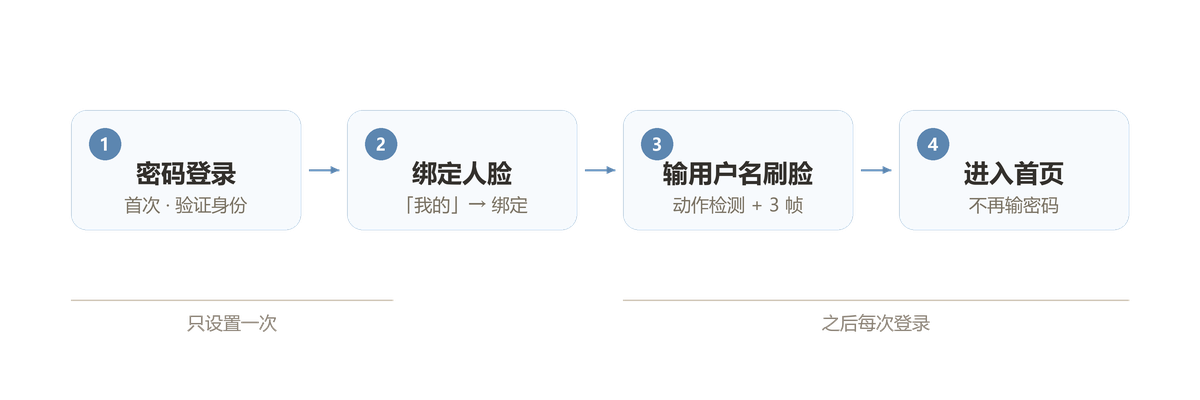 1
密码登录
首次 · 验证身份
2
绑定人脸
「我的」→ 绑定
3
输用户名刷脸
动作检测 + 3 帧
4
进入首页
不再输密码
只设置一次
之后每次登录